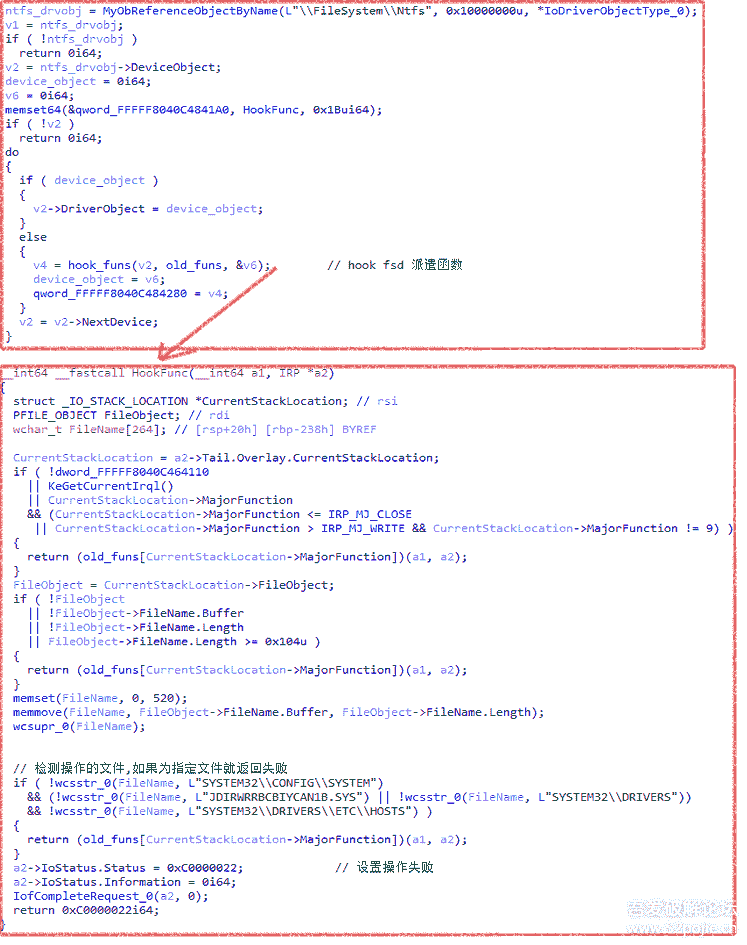 ntfs_drvobj = MyObReferenceObjectByName(L"\\FileSystem\\Ntfs", 0x10000000u, *IoDriverObjectType_0);
v1 = ntfs_drvobj;
if ( !ntfs_drvobj )
return 0i64;
v2 = ntfs_drvobj->DeviceObject;
device_object = 0i64;
v6 = 0i64;
memset64(&qword_FFFFF8040C4841A0, HookFunc, 0x1Bui64);
if ( !v2 )
return 0i64;
do
{
if ( device_object )
{
v2->DriverObject = device_object;
}
else
{
v4 = hook_funs(v2, old_funs, &v6); // hook fsd 派遣函数
device_object = v6;
qword_FFFFF8040C484280 = v4;
}
v2 = v2->NextDevice;
}
__int64 __fastcall HookFunc(__int64 a1, IRP *a2)
{
struct _IO_STACK_LOCATION *CurrentStackLocation; // rsi
PFILE_OBJECT FileObject; // rdi
wchar_t FileName[264]; // [rsp+20h] [rbp-238h] BYREF
CurrentStackLocation = a2->Tail.Overlay.CurrentStackLocation;
if ( !dword_FFFFF8040C464110
|| KeGetCurrentIrql()
|| CurrentStackLocation->MajorFunction
&& (CurrentStackLocation->MajorFunction <= IRP_MJ_CLOSE
|| CurrentStackLocation->MajorFunction > IRP_MJ_WRITE && CurrentStackLocation->MajorFunction != 9) )
{
return (old_funs[CurrentStackLocation->MajorFunction])(a1, a2);
}
FileObject = CurrentStackLocation->FileObject;
if ( !FileObject
|| !FileObject->FileName.Buffer
|| !FileObject->FileName.Length
|| FileObject->FileName.Length >= 0x104u )
{
return (old_funs[CurrentStackLocation->MajorFunction])(a1, a2);
}
memset(FileName, 0, 520);
memmove(FileName, FileObject->FileName.Buffer, FileObject->FileName.Length);
wcsupr_0(FileName);
// 检测操作的文件,如果为指定文件就返回失败
if ( !wcsstr_0(FileName, L"SYSTEM32\\CONFIG\\SYSTEM")
&& (!wcsstr_0(FileName, L"JDIRWRRBCBIYCAN1B.SYS") || !wcsstr_0(FileName, L"SYSTEM32\\DRIVERS"))
&& !wcsstr_0(FileName, L"SYSTEM32\\DRIVERS\\ETC\\HOSTS") )
{
return (old_funs[CurrentStackLocation->MajorFunction])(a1, a2);
}
a2->IoStatus.Status = 0xC0000022; // 设置操作失败
a2->IoStatus.Information = 0i64;
IofCompleteRequest_0(a2, 0);
return 0xC0000022i64;
}
吾爱破解论坛
www.52pojie.cn